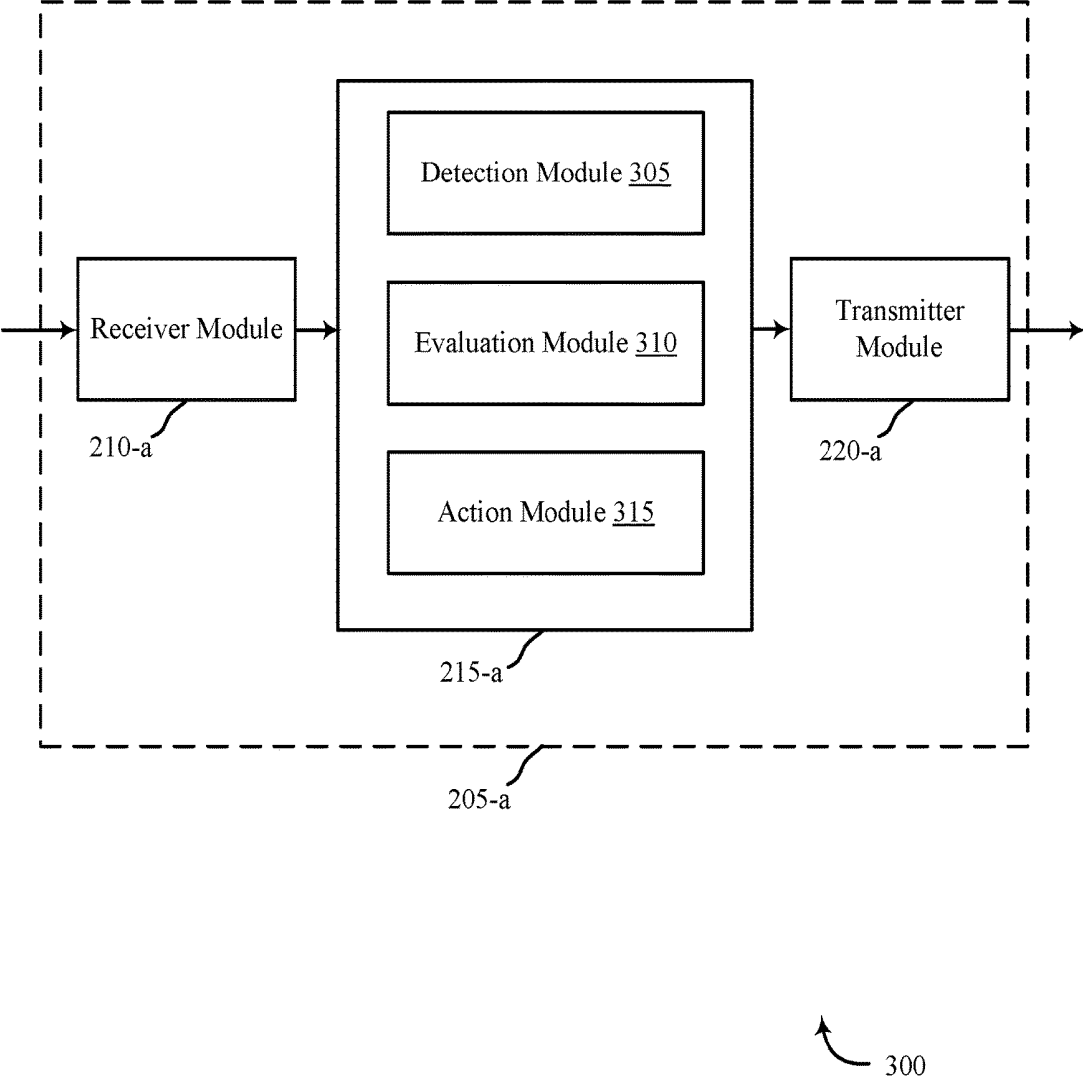 Detection Module 305
Receiver Module
Evaluation Module 310
Transmitter
Module
210-a
220-a
Action Module 315
215-a
205-a
300